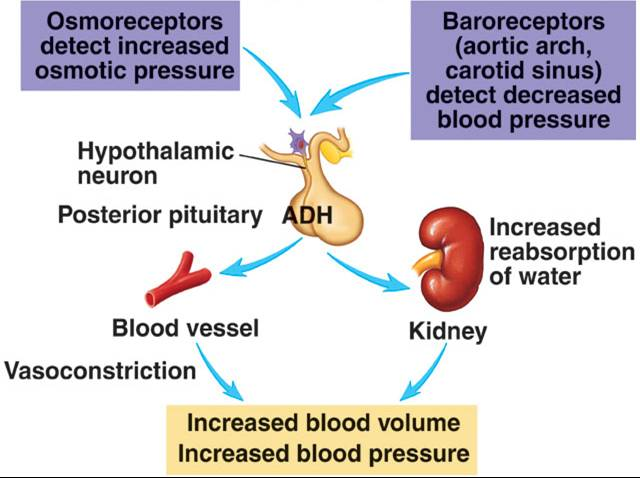 Osmoreceptors
detect increased
osmotic pressure
Baroreceptors
(aortic arch,
carotid sinus)
detect decreased
blood pressure
Hypothalamic
neuron
Posterior pituitary
ADH
Increased
reabsorption
of water
Blood vessel
Kidney
Vasoconstriction
Increased blood volume
Increased blood pressure